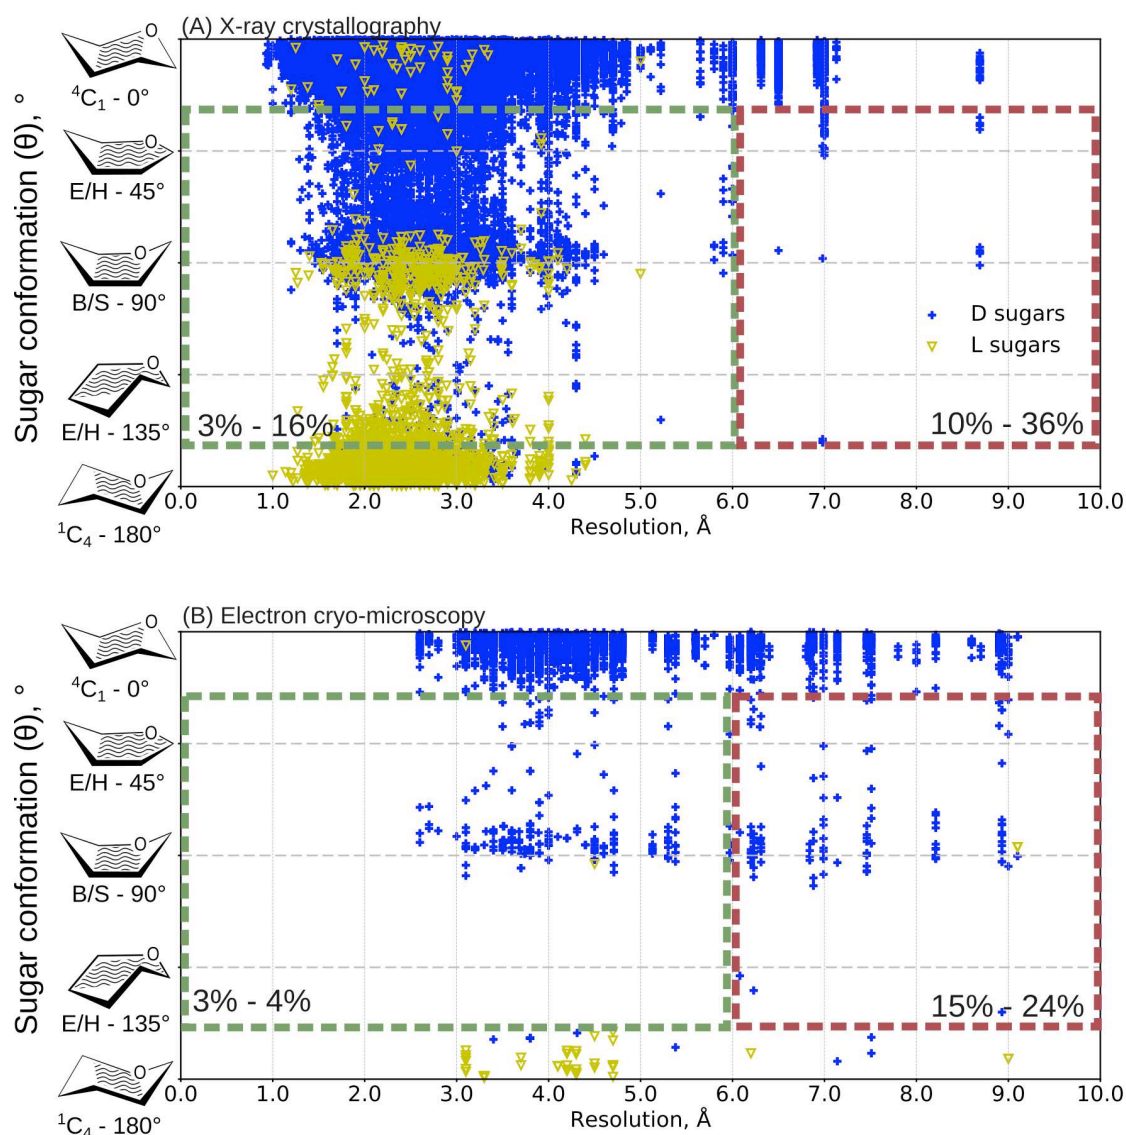 (A) X-ray crystallography
Sugar conformation (θ), °
O
⁴C₁ - 0°
O
E/H - 45°
O
B/S - 90°
O
E/H - 135°
O
¹C₄ - 180°
D sugars
L sugars
3% - 16%
10% - 36%
0.0 1.0 2.0 3.0 4.0 5.0 6.0 7.0 8.0 9.0 10.0
Resolution, Å
(B) Electron cryo-microscopy
Sugar conformation (θ), °
O
⁴C₁ - 0°
O
E/H - 45°
O
B/S - 90°
O
E/H - 135°
O
¹C₄ - 180°
3% - 4%
15% - 24%
0.0 1.0 2.0 3.0 4.0 5.0 6.0 7.0 8.0 9.0 10.0
Resolution, Å